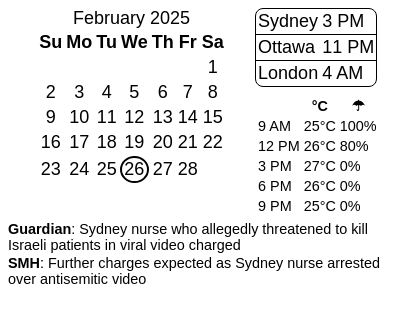 February 2025
Su Mo Tu We Th Fr Sa
1
2 3 4 5 6 7 8
9 10 11 12 13 14 15
16 17 18 19 20 21 22
23 24 25 26 27 28
Sydney 3 PM
Ottawa 11 PM
London 4 AM
°C ☂
9 AM 25°C 100%
12 PM 26°C 80%
3 PM 27°C 0%
6 PM 26°C 0%
9 PM 25°C 0%
Guardian: Sydney nurse who allegedly threatened to kill
Israeli patients in viral video charged
SMH: Further charges expected as Sydney nurse arrested
over antisemitic video